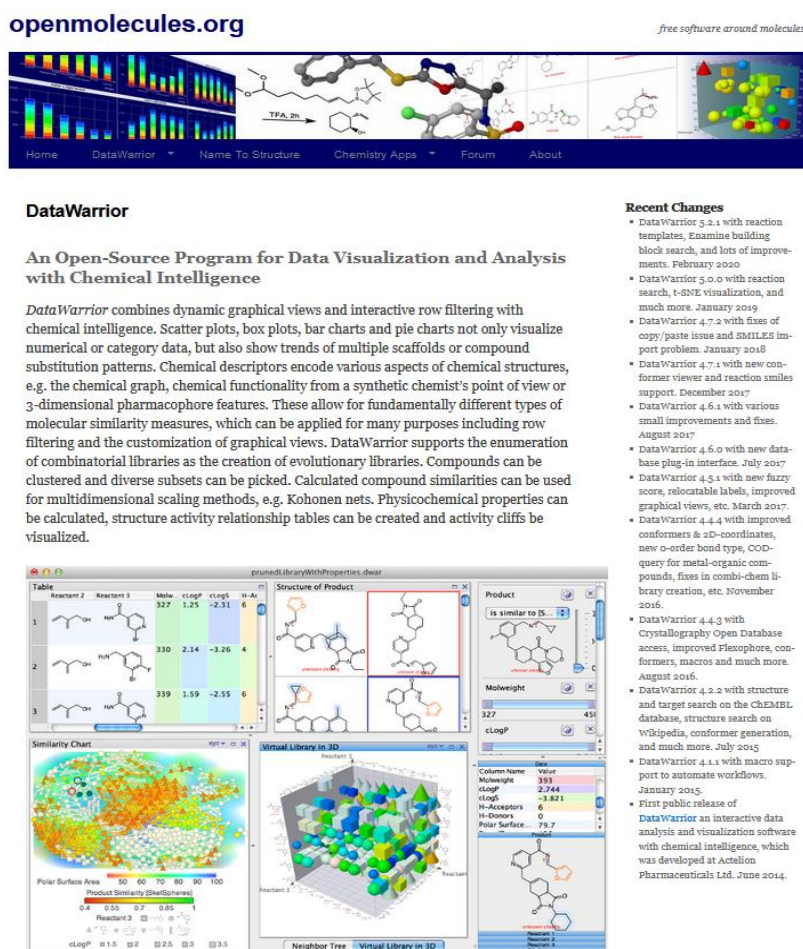 openmolecules.org
free software around molecules
TFA, 2h
Home DataWarrior Name To Structure Chemistry Apps Forum About
DataWarrior
An Open-Source Program for Data Visualization and Analysis
with Chemical Intelligence
DataWarrior combines dynamic graphical views and interactive row filtering with
chemical intelligence. Scatter plots, box plots, bar charts and pie charts not only visualize
numerical or category data, but also show trends of multiple scaffolds or compound
substitution patterns. Chemical descriptors encode various aspects of chemical structures,
e.g. the chemical graph, chemical functionality from a synthetic chemist's point of view or
3-dimensional pharmacophore features. These allow for fundamentally different types of
molecular similarity measures, which can be applied for many purposes including row
filtering and the customization of graphical views. DataWarrior supports the enumeration
of combinatorial libraries as the creation of evolutionary libraries. Compounds can be
clustered and diverse subsets can be picked. Calculated compound similarities can be used
for multidimensional scaling methods, e.g. Kohonen nets. Physicochemical properties can
be calculated, structure activity relationship tables can be created and activity cliffs be
visualized.
Recent Changes
DataWarrior 5.2.1 with reaction
templates, Enamine building
block search, and lots of improve-
ments. February 2020
DataWarrior 5.0.0 with reaction
search, t-SNE visualization, and
much more. January 2019
DataWarrior 4.7.2 with fixes of
copy/paste issue and SMILES im-
port problem. January 2018
DataWarrior 4.7.1 with new con-
former viewer and reaction smiles
support. December 2017
DataWarrior 4.6.1 with various
small improvements and fixes.
August 2017
DataWarrior 4.6.0 with new data-
base plug-in interface. July 2017
DataWarrior 4.5.1 with new fuzzy
score, relocatable labels, improved
graphical views, etc. March 2017.
DataWarrior 4.4.4 with improved
conformers & 2D-coordinates,
new 0-order bond type, COD-
query for metal-organic com-
pounds, fixes in combi-chem li-
brary creation, etc. November
2016.
DataWarrior 4.4.3 with
Crystallography Open Database
access, improved Flexophore, con-
formers, macros and much more.
August 2016.
DataWarrior 4.2.2 with structure
and target search on the ChEMBL
database, structure search on
Wikipedia, conformer generation,
and much more. July 2015
DataWarrior 4.1.1 with macro sup-
port to automate workflows.
January 2015.
First public release of
DataWarrior an interactive data
analysis and visualization software
with chemical intelligence, which
was developed at Actelion
Pharmaceuticals Ltd. June 2014.
prunedLibraryWithProperties.dwar
Table
Reactant 2 Reactant 3 Molw... cLogP cLogS
1 327 1.25 -2.31 6
2 330 2.14 -3.26 4
3 339 1.59 -2.55 6
Structure of Product
Product
is similar to [S...
Molweight
327
cLogP
Similarity Chart
Polar Surface Area 50 60 70 80 90 100
Product Similarity [SkelSpheres]
0.4 0.55 0.7 0.85 1
Reactant 3
cLogP 1.5 2 2.5 3 3.5
Virtual Library in 3D
Reactant 3
Reactant 1
Neighbor Tree Virtual Library in 3D
Data
Column Name Value
Molweight 393
cLogP 2.744
cLogS -3.821
H-Acceptors 6
H-Donors 0
Polar Surface... 79.7
Product
Reactant 1
Reactant 2
Reactant 3